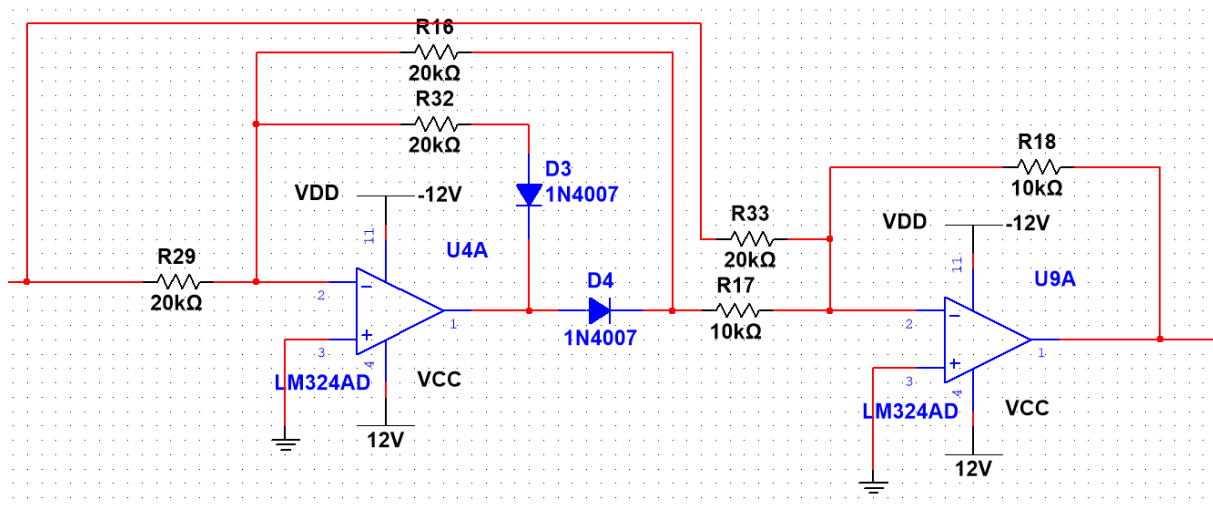 R16
20kΩ
R32
20kΩ
D3
1N4007
VDD
-12V
11
U4A
R29
20kΩ
2
3
1
4
LM324AD
VCC
12V
D4
1N4007
R33
20kΩ
R17
10kΩ
R18
10kΩ
VDD
-12V
11
U9A
2
3
1
4
LM324AD
VCC
12V